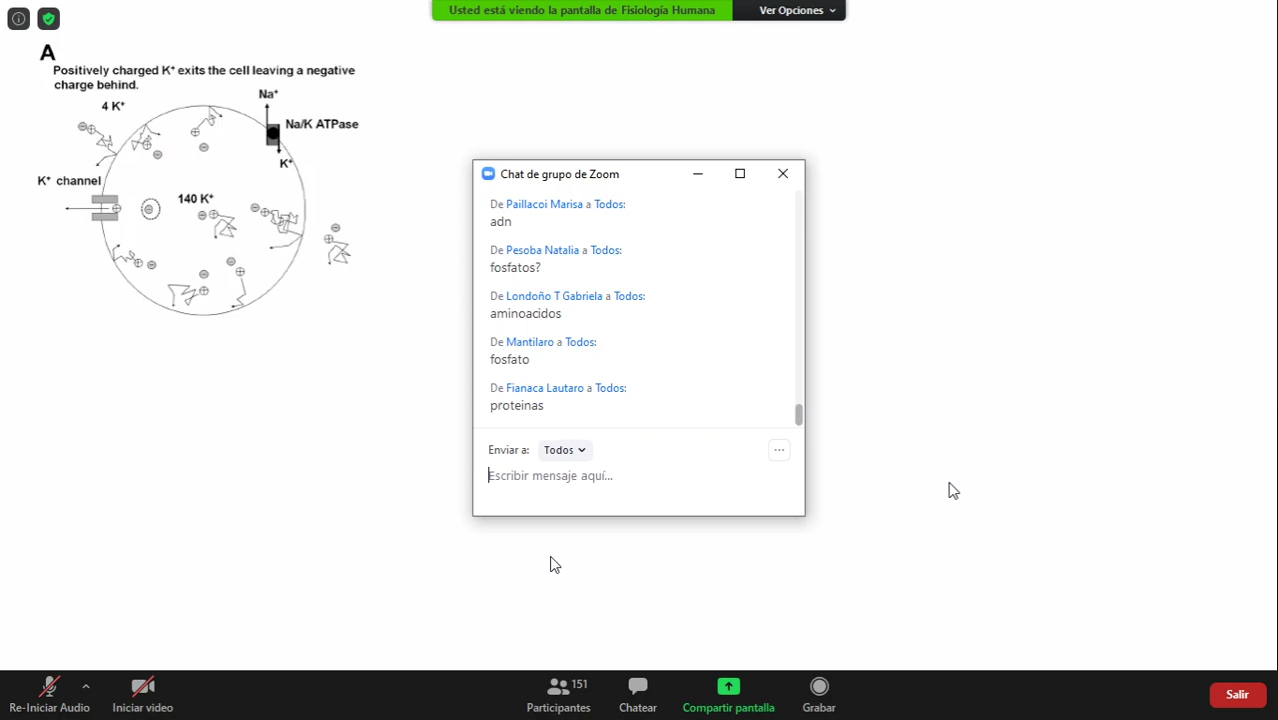 Usted está viendo la pantalla de Fisiología Humana
Ver Opciones
A
Positively charged K⁺ exits the cell leaving a negative
charge behind.
4 K⁺
Na⁺
Na/K ATPase
K⁺
K⁺ channel
140 K⁺
Chat de grupo de Zoom
De Paillacoi Marisa a Todos:
adn
De Pesoba Natalia a Todos:
fosfatos?
De Londoño T Gabriela a Todos:
aminoacidos
De Mantilaro a Todos:
fosfato
De Fianaca Lautaro a Todos:
proteinas
Enviar a: Todos
Escribir mensaje aquí...
Re-Iniciar Audio
Iniciar video
151
Participantes
Chatear
Compartir pantalla
Grabar
Salir